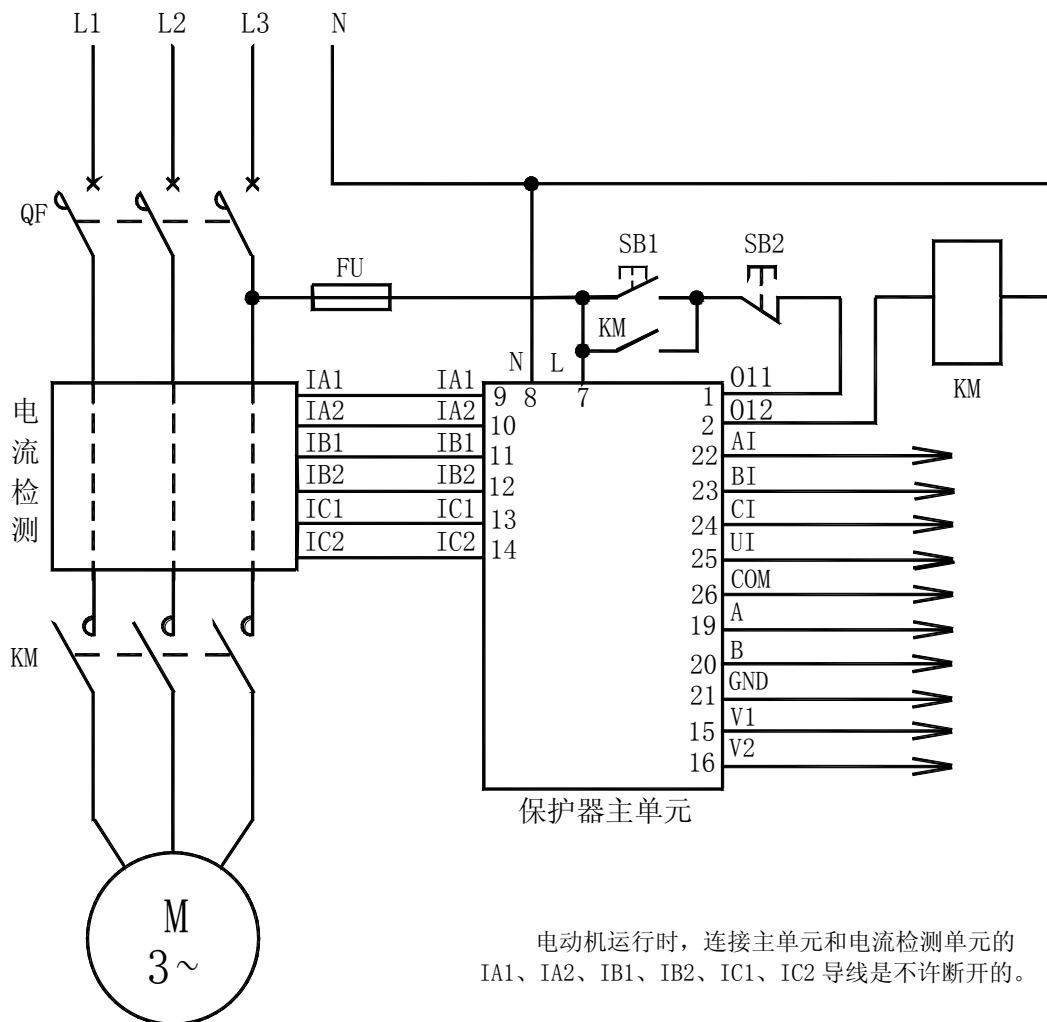 L1 L2 L3 N
QF
SB1 SB2
FU
KM
KM
N L
IA1 IA1 9 8 7 1 O11
IA2 IA2 10 2 O12
IB1 IB1 11 22 AI
IB2 IB2 12 23 BI
IC1 IC1 13 24 CI
IC2 IC2 14 25 UI
电流检测
26 COM
19 A
20 B
21 GND
15 V1
16 V2
KM
保护器主单元
M
3~
电动机运行时，连接主单元和电流检测单元的
IA1、IA2、IB1、IB2、IC1、IC2 导线是不许断开的。